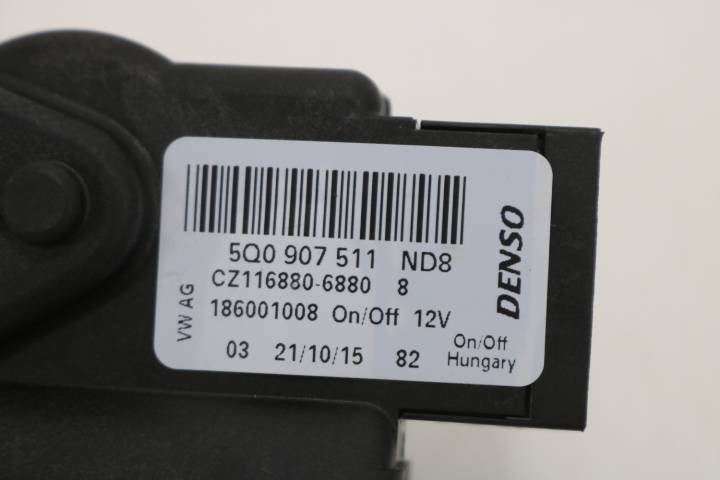 5Q0 907 511 ND8
CZ116880-6880 8
186001008 On/Off 12V
03 21/10/15 82
On/Off
Hungary
VW AG
DENSO